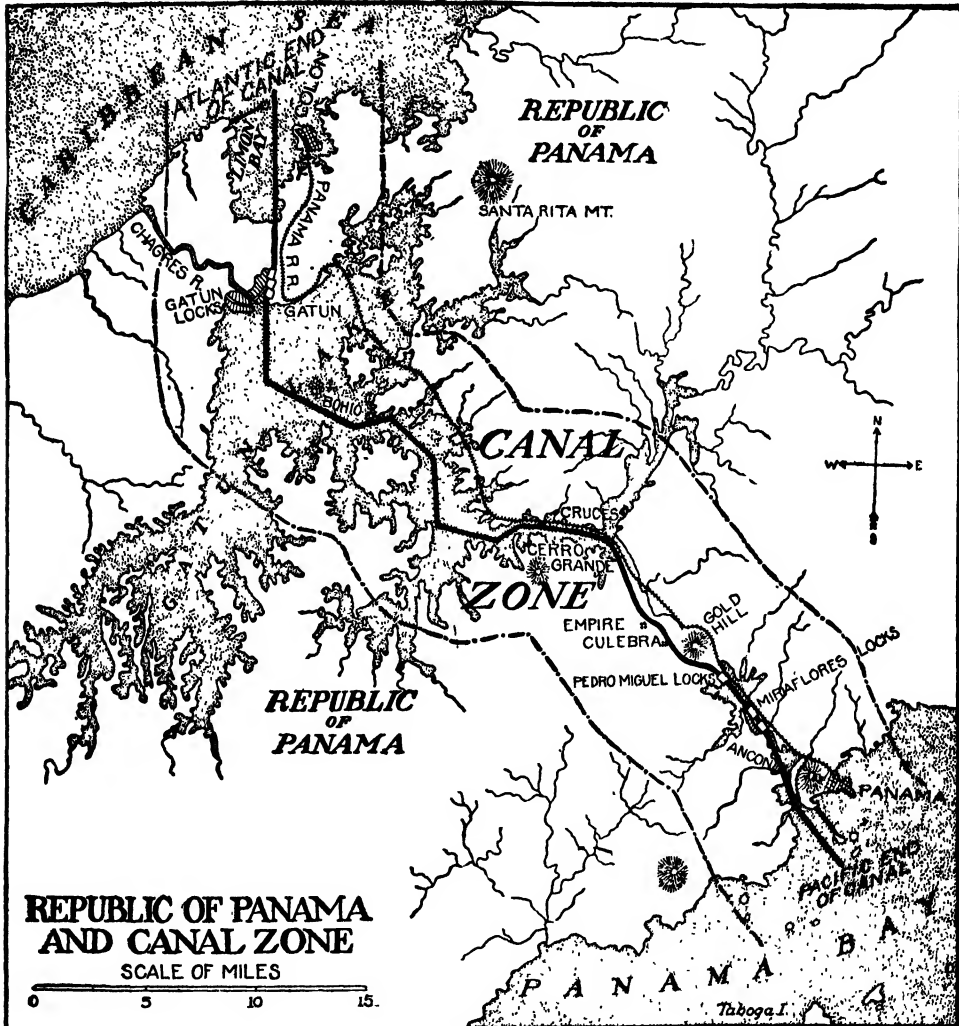 CARIBBEAN SEA
ATLANTIC END
OF CANAL
COLON
LIMON
BAY
PANAMA R R
REPUBLIC
OF
PANAMA
SANTA RITA MT.
CHAGRES R.
GATUN
LOCKS
GATUN
BOHIO
CANAL
N
W E
S
CRUCES
CERRO
GRANDE
ZONE
GOLD
HILL
EMPIRE
CULEBRA
PEDRO MIGUEL LOCKS
MIRAFLORES LOCKS
REPUBLIC
OF
PANAMA
ANCON
PANAMA
PACIFIC END
OF CANAL
REPUBLIC OF PANAMA
AND CANAL ZONE
SCALE OF MILES
0 5 10 15
PANAMA BA
Taboga I.